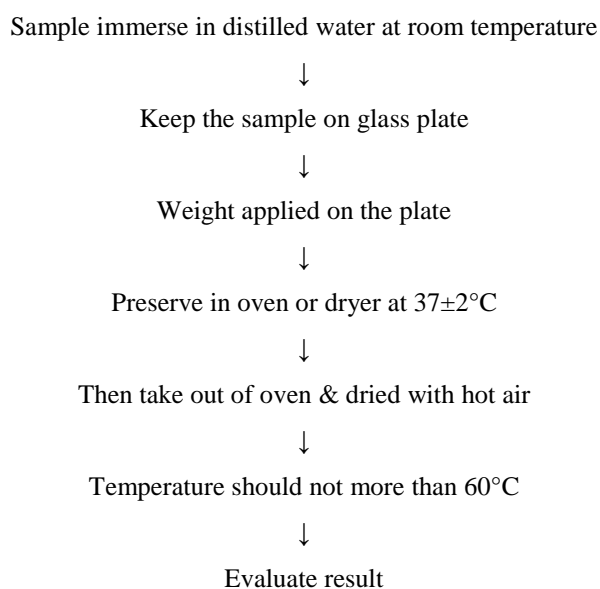 Sample immerse in distilled water at room temperature
↓
Keep the sample on glass plate
↓
Weight applied on the plate
↓
Preserve in oven or dryer at 37±2°C
↓
Then take out of oven & dried with hot air
↓
Temperature should not more than 60°C
↓
Evaluate result